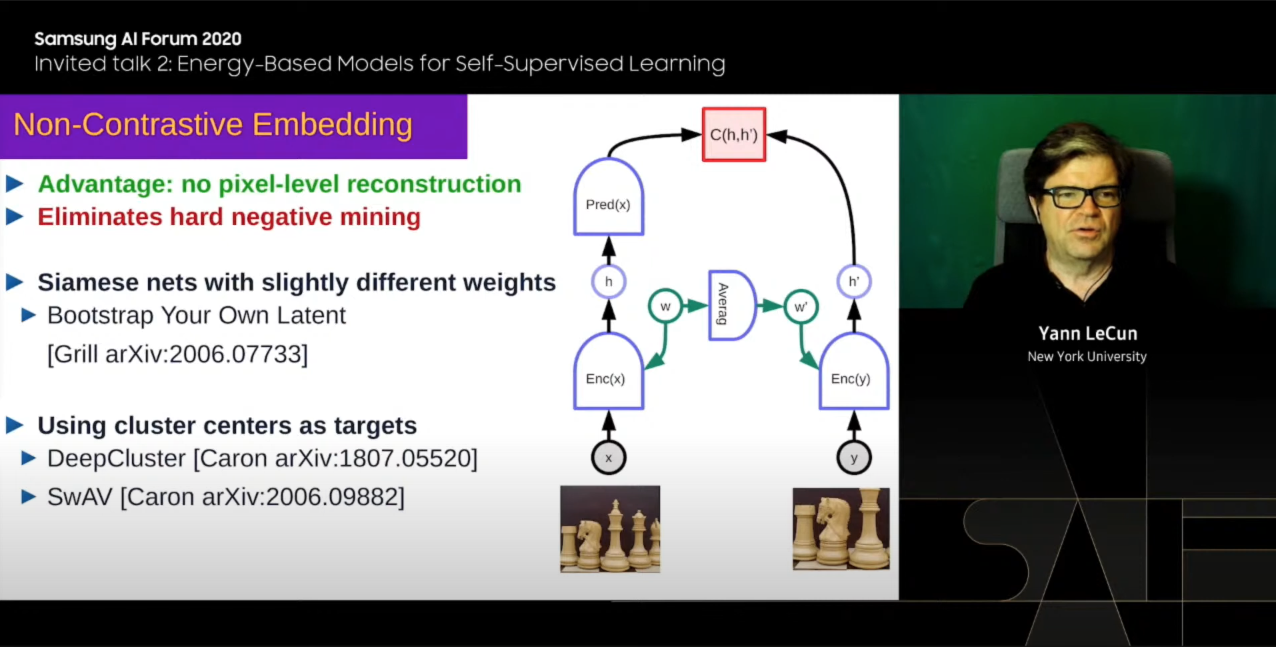 Samsung AI Forum 2020
Invited talk 2: Energy-Based Models for Self-Supervised Learning
Non-Contrastive Embedding
Advantage: no pixel-level reconstruction
Eliminates hard negative mining
Siamese nets with slightly different weights
Bootstrap Your Own Latent
[Grill arXiv:2006.07733]
Using cluster centers as targets
DeepCluster [Caron arXiv:1807.05520]
SwAV [Caron arXiv:2006.09882]
C(h,h')
Pred(x)
h
h'
w
Averag
w'
Enc(x)
Enc(y)
x
y
Yann LeCun
New York University